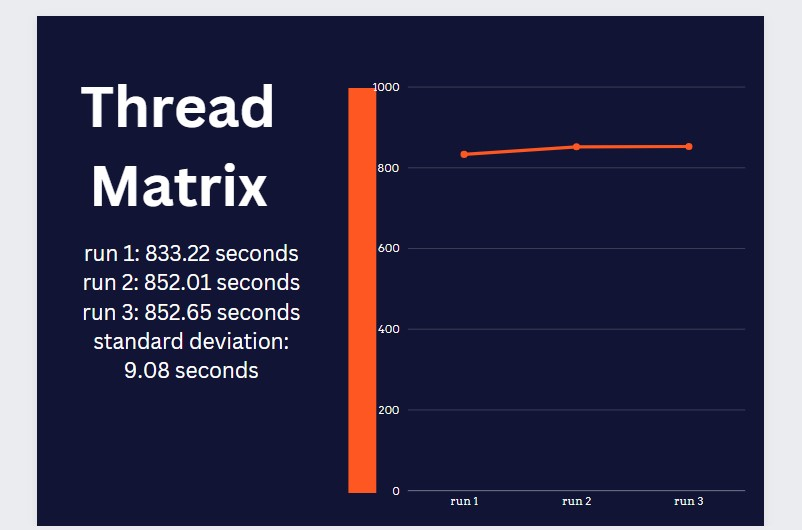 Thread
Matrix
run 1: 833.22 seconds
run 2: 852.01 seconds
run 3: 852.65 seconds
standard deviation:
9.08 seconds
1000
800
600
400
200
0
run 1 run 2 run 3